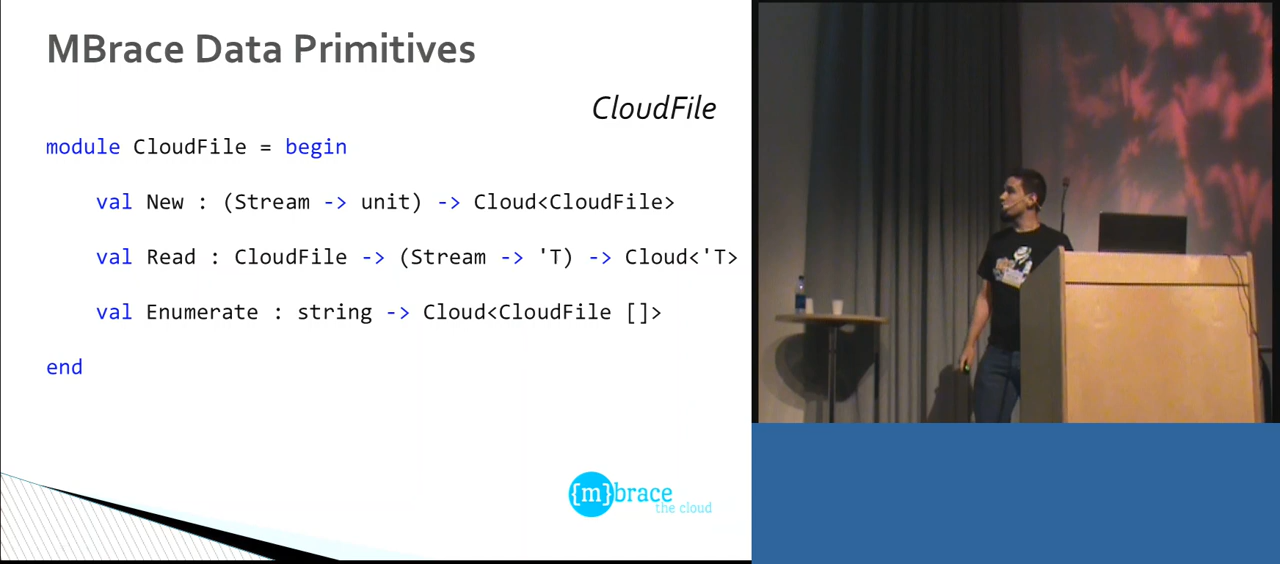 MBrace Data Primitives
CloudFile
module CloudFile = begin
val New : (Stream -> unit) -> Cloud<CloudFile>
val Read : CloudFile -> (Stream -> 'T) -> Cloud<'T>
val Enumerate : string -> Cloud<CloudFile []>
end
{m}brace
the cloud